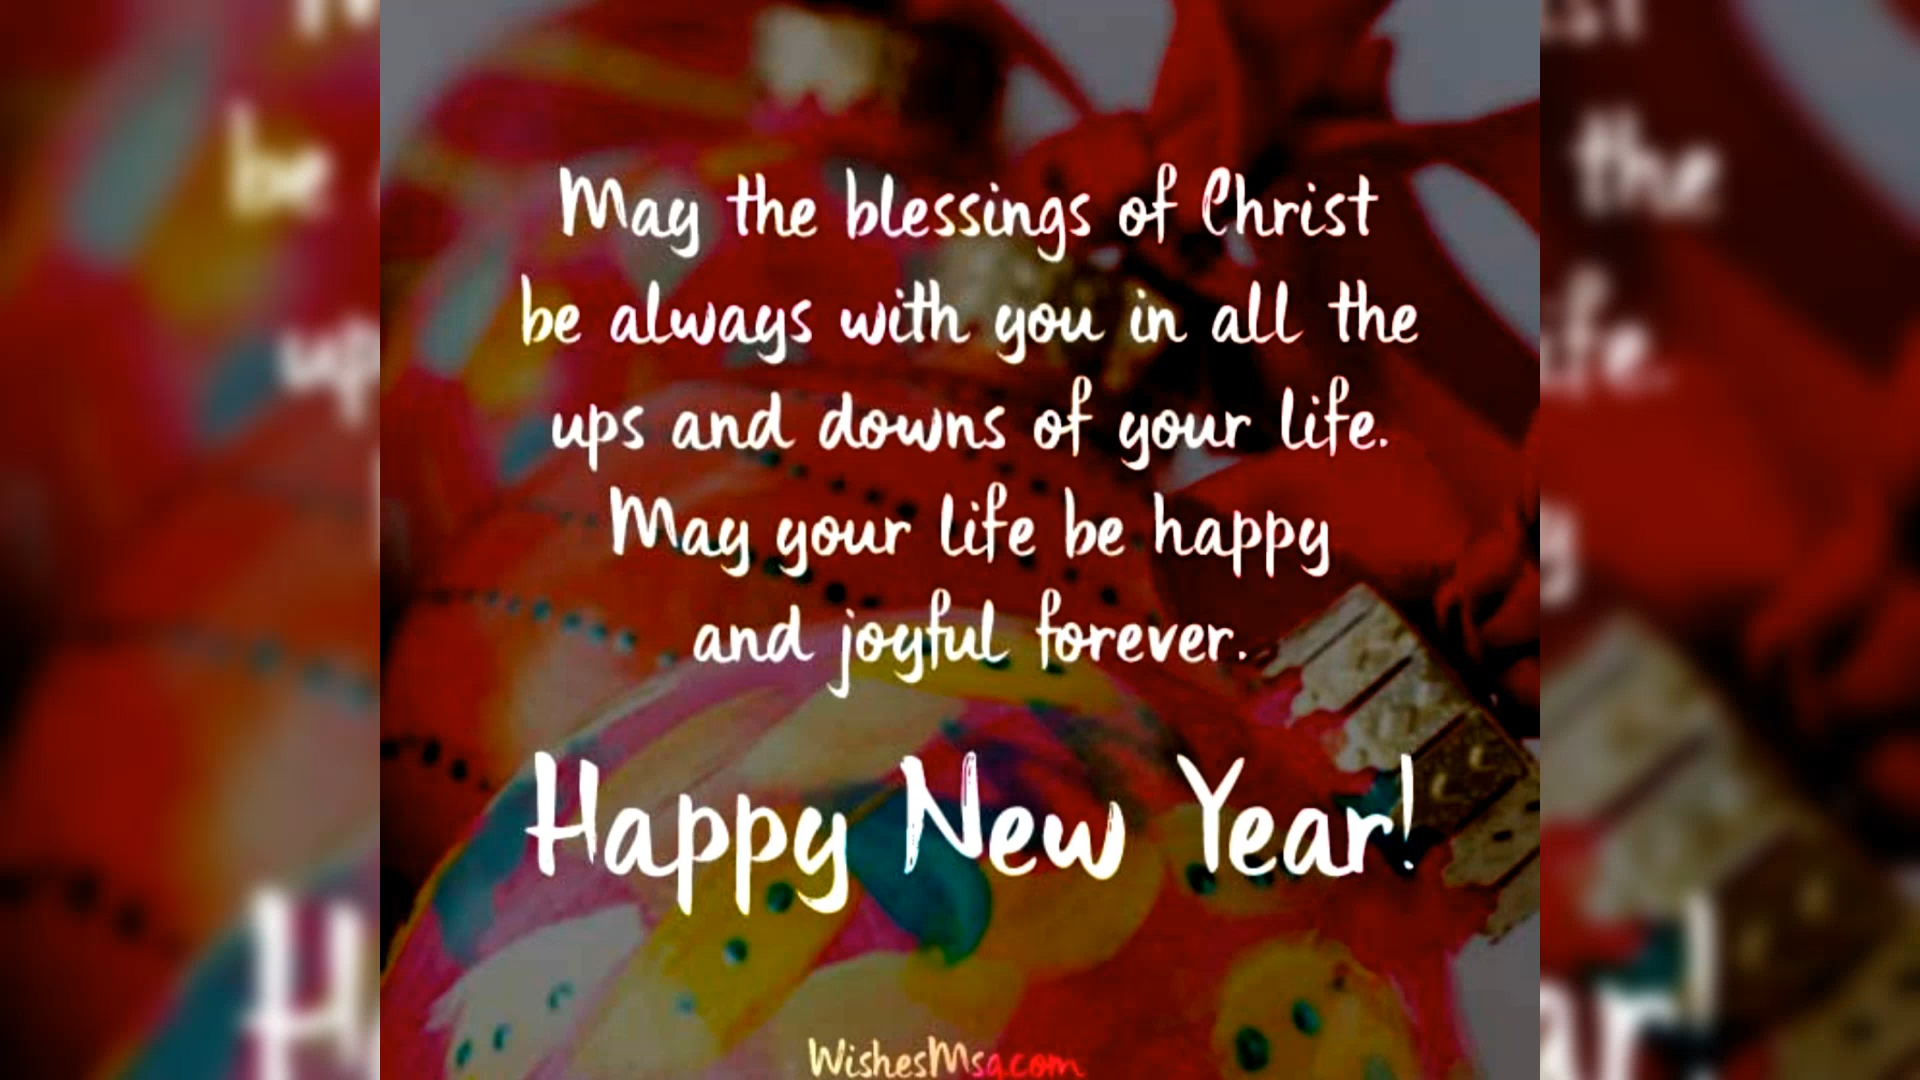 May the blessings of Christ
be always with you in all the
ups and downs of your life.
May your life be happy
and joyful forever.
Happy New Year!
WishesMsg.com